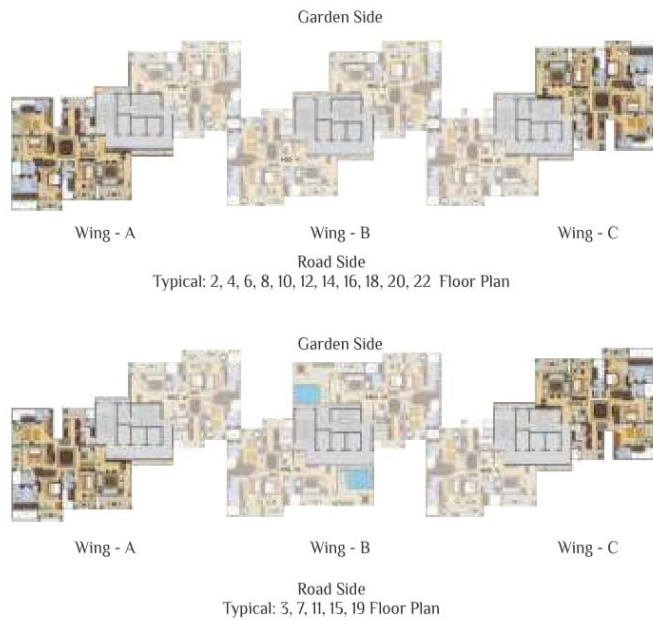 Garden Side
Wing - A
Wing - B
Wing - C
Road Side
Typical: 2, 4, 6, 8, 10, 12, 14, 16, 18, 20, 22 Floor Plan
Garden Side
Wing - A
Wing - B
Wing - C
Road Side
Typical: 3, 7, 11, 15, 19 Floor Plan